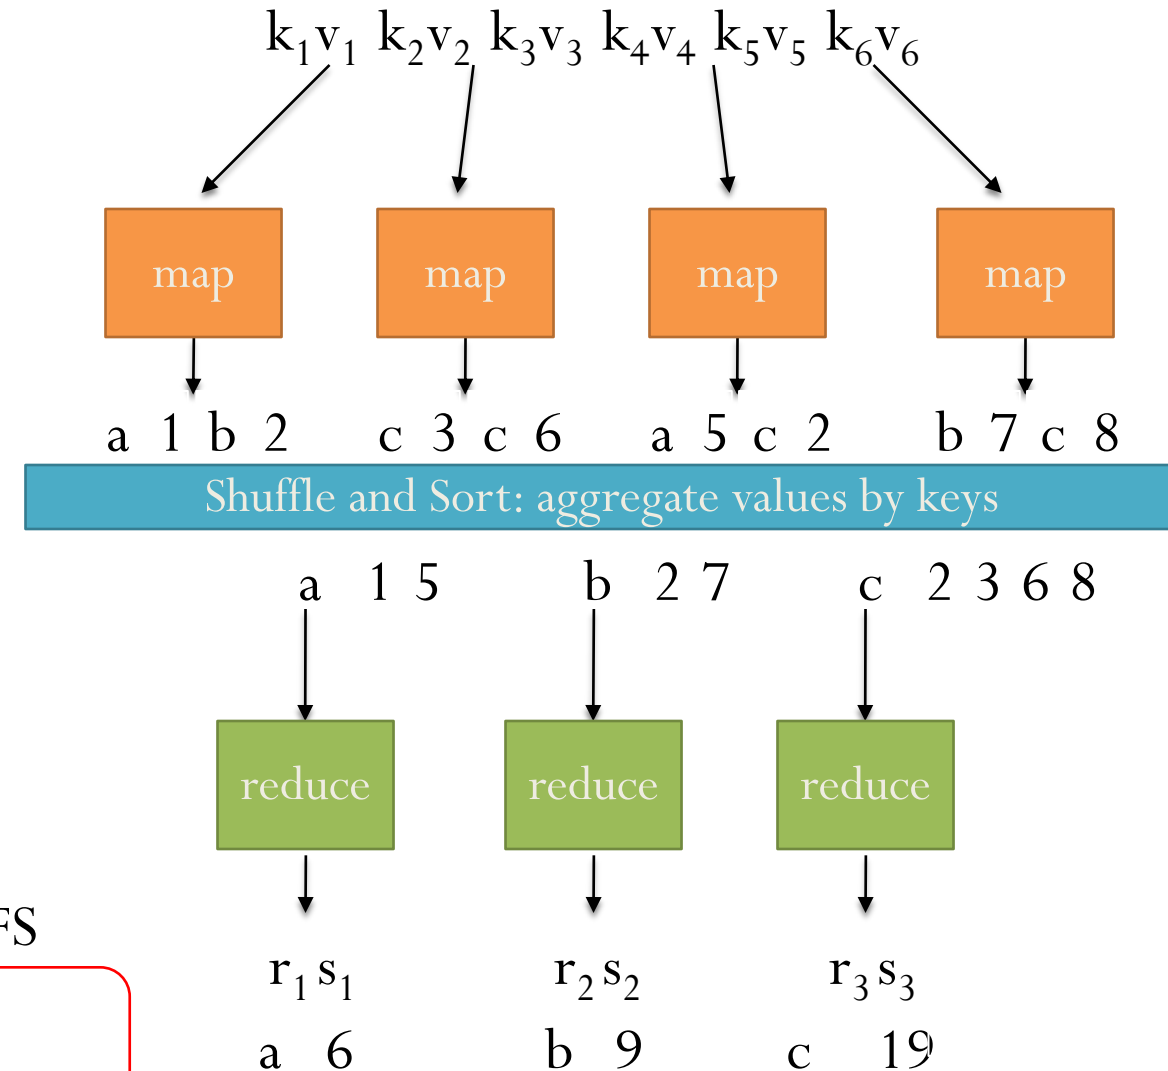 k₁v₁ k₂v₂ k₃v₃ k₄v₄ k₅v₅ k₆v₆
map map map map
a 1 b 2 c 3 c 6 a 5 c 2 b 7 c 8
Shuffle and Sort: aggregate values by keys
a 1 5 b 2 7 c 2 3 6 8
reduce reduce reduce
FS
r₁s₁ r₂s₂ r₃s₃
a 6 b 9 c 19